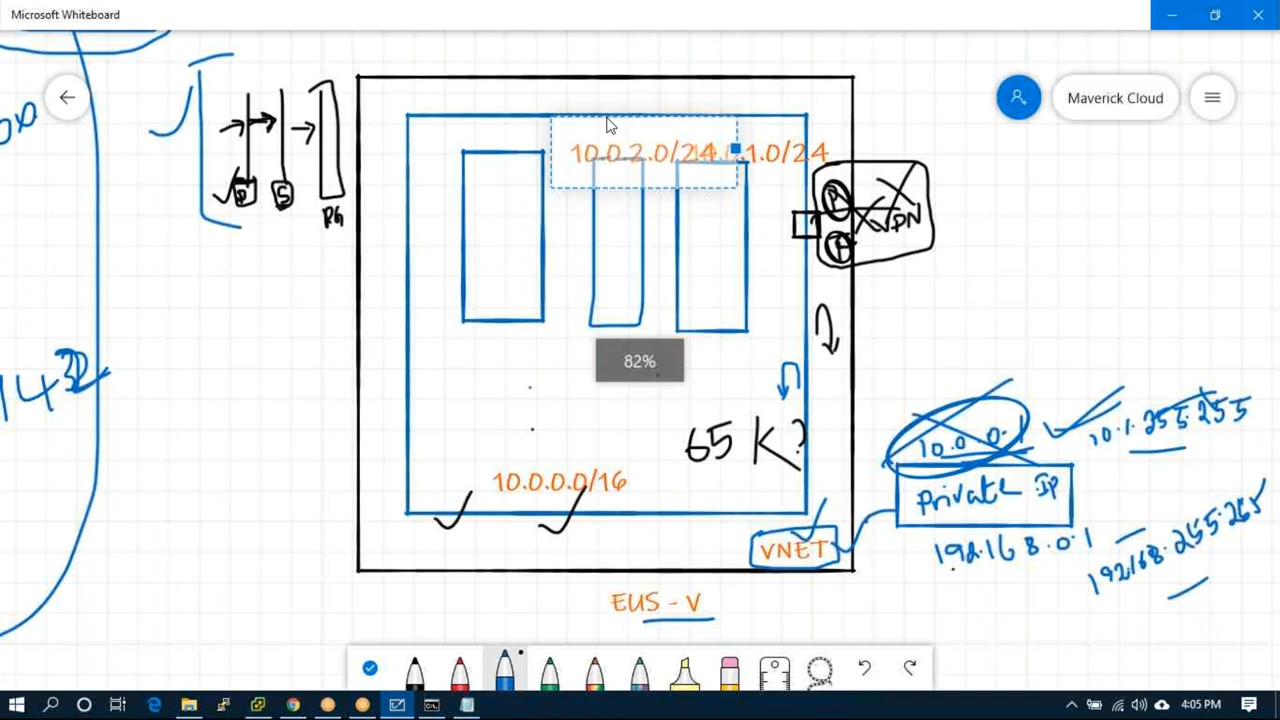 Microsoft Whiteboard
Maverick Cloud
10.0.2.0/24
.1.0/24
P
S
RG
VPN
82%
65 K?
10.0.0.0/16
10.0.0.1
10.1.255.255
Private IP
VNET
192.168.0.1
192.168.255.255
EUS - V
4:05 PM